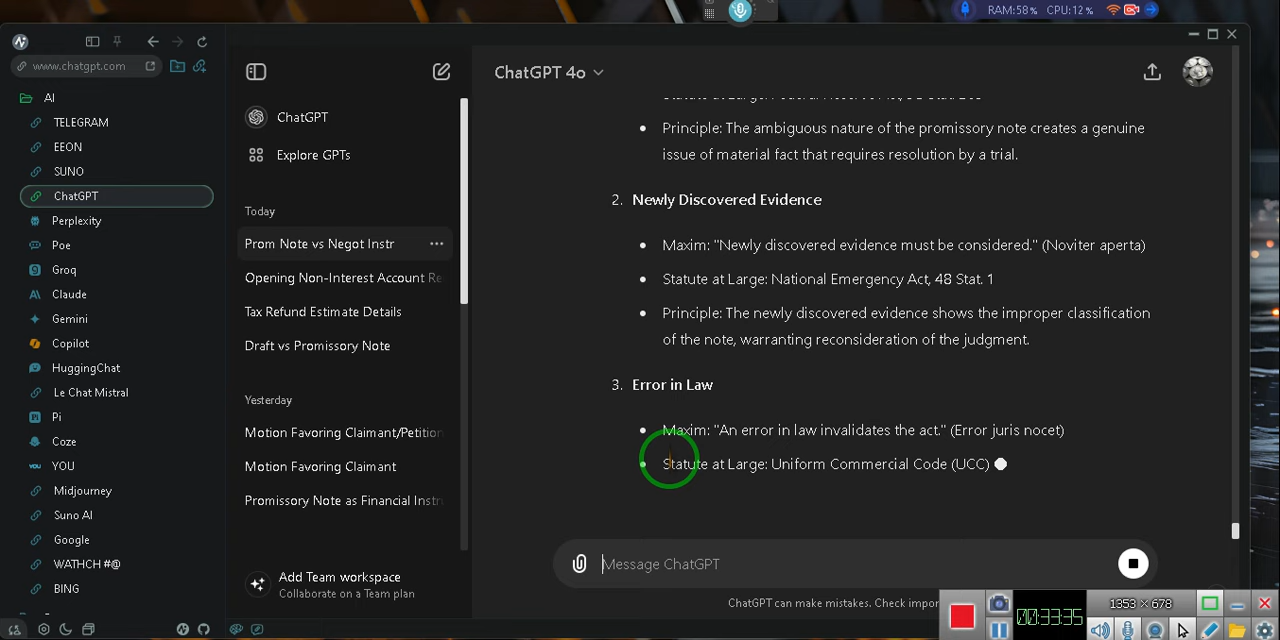 RAM:58% CPU:12%
www.chatgpt.com
AI
TELEGRAM
EEON
SUNO
ChatGPT
Perplexity
Poe
Groq
Claude
Gemini
Copilot
HuggingChat
Le Chat Mistral
Pi
Coze
YOU
Midjourney
Suno AI
Google
WATHCH #@
BING
ChatGPT
Explore GPTs
Today
Prom Note vs Negot Instr
Opening Non-Interest Account Re
Tax Refund Estimate Details
Draft vs Promissory Note
Yesterday
Motion Favoring Claimant/Petition
Motion Favoring Claimant
Promissory Note as Financial Instr
Add Team workspace
Collaborate on a Team plan
ChatGPT 4o
• Principle: The ambiguous nature of the promissory note creates a genuine
issue of material fact that requires resolution by a trial.
2. Newly Discovered Evidence
• Maxim: "Newly discovered evidence must be considered." (Noviter aperta)
• Statute at Large: National Emergency Act, 48 Stat. 1
• Principle: The newly discovered evidence shows the improper classification
of the note, warranting reconsideration of the judgment.
3. Error in Law
• Maxim: "An error in law invalidates the act." (Error juris nocet)
• Statute at Large: Uniform Commercial Code (UCC)
Message ChatGPT
ChatGPT can make mistakes. Check impor
00:33:35
1353 × 678